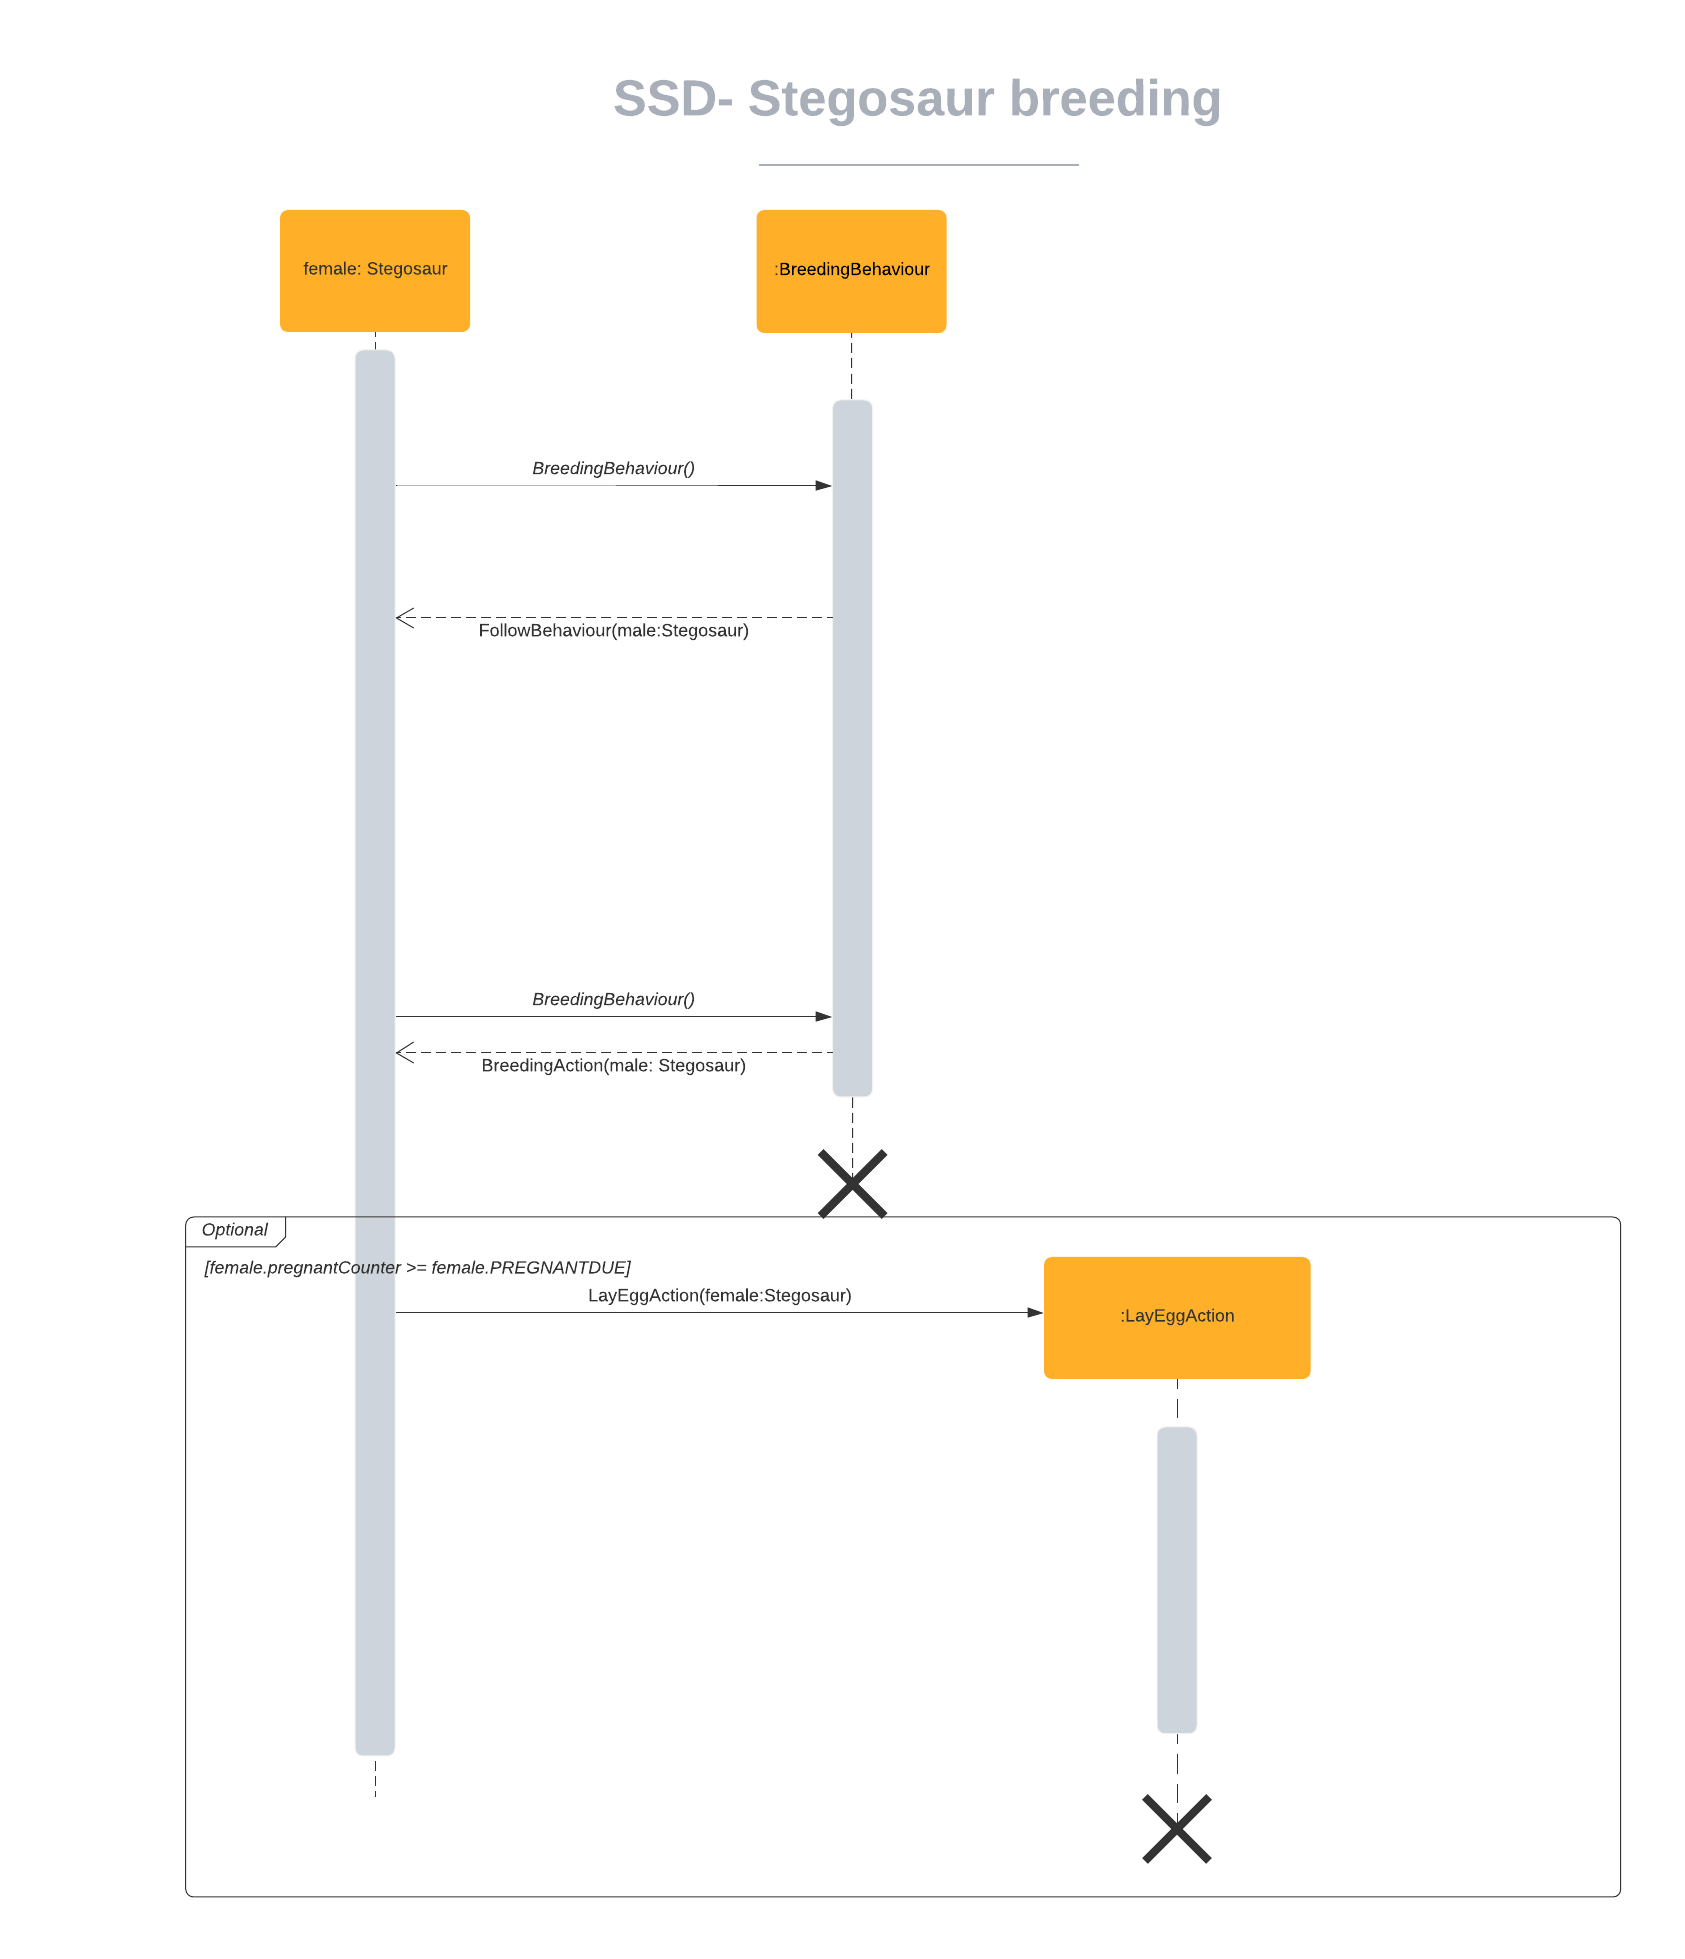 SSD- Stegosaur breeding
female: Stegosaur
:BreedingBehaviour
BreedingBehaviour()
FollowBehaviour(male:Stegosaur)
BreedingBehaviour()
BreedingAction(male: Stegosaur)
Optional
[female.pregnantCounter >= female.PREGNANTDUE]
LayEggAction(female:Stegosaur)
:LayEggAction